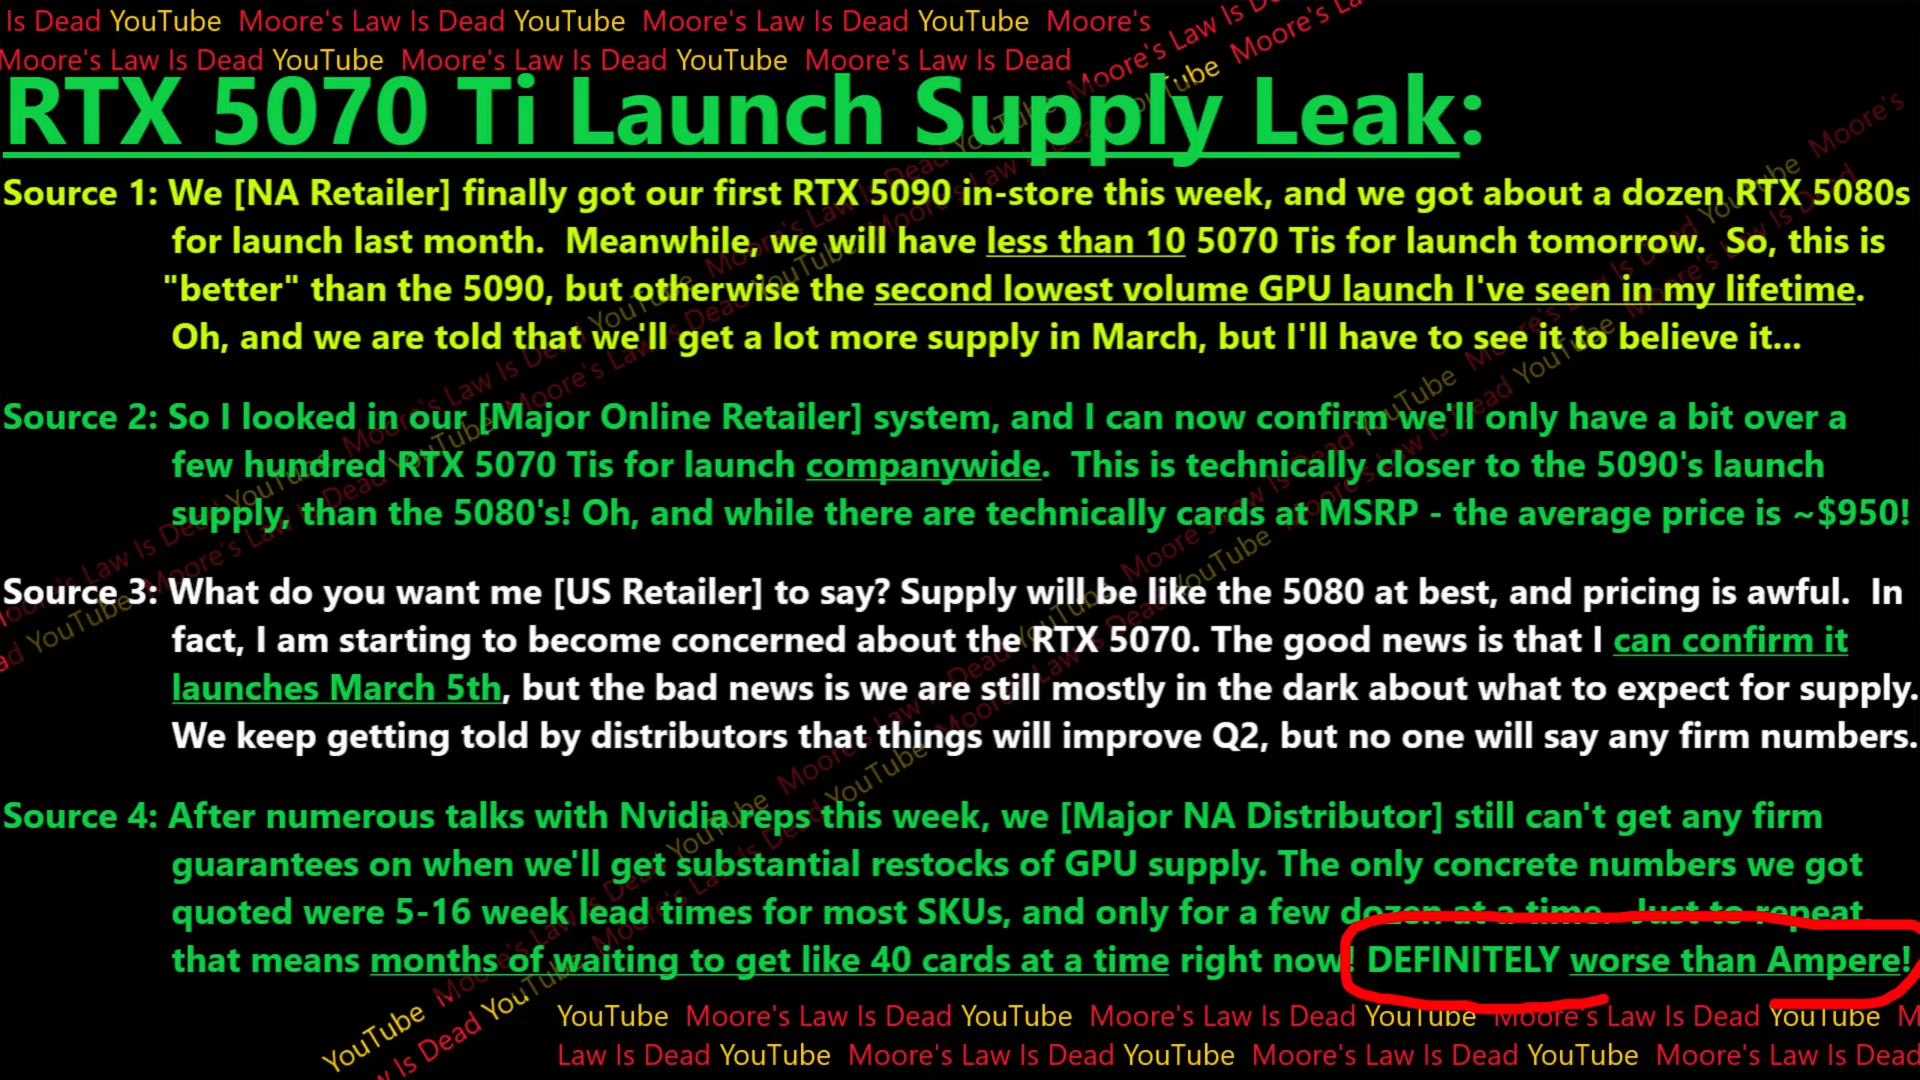 Is Dead YouTube Moore's Law Is Dead YouTube Moore's Law Is Dead YouTube Moore's
Moore's Law Is Dead YouTube Moore's Law Is Dead YouTube Moore's Law Is Dead
RTX 5070 Ti Launch Supply Leak:
Source 1: We [NA Retailer] finally got our first RTX 5090 in-store this week, and we got about a dozen RTX 5080s
for launch last month. Meanwhile, we will have less than 10 5070 Tis for launch tomorrow. So, this is
"better" than the 5090, but otherwise the second lowest volume GPU launch I've seen in my lifetime.
Oh, and we are told that we'll get a lot more supply in March, but I'll have to see it to believe it...
Source 2: So I looked in our [Major Online Retailer] system, and I can now confirm we'll only have a bit over a
few hundred RTX 5070 Tis for launch companywide. This is technically closer to the 5090's launch
supply, than the 5080's! Oh, and while there are technically cards at MSRP - the average price is ~$950!
Source 3: What do you want me [US Retailer] to say? Supply will be like the 5080 at best, and pricing is awful. In
fact, I am starting to become concerned about the RTX 5070. The good news is that I can confirm it
launches March 5th, but the bad news is we are still mostly in the dark about what to expect for supply.
We keep getting told by distributors that things will improve Q2, but no one will say any firm numbers.
Source 4: After numerous talks with Nvidia reps this week, we [Major NA Distributor] still can't get any firm
guarantees on when we'll get substantial restocks of GPU supply. The only concrete numbers we got
quoted were 5-16 week lead times for most SKUs, and only for a few dozen at a time. Just to repeat,
that means months of waiting to get like 40 cards at a time right now! DEFINITELY worse than Ampere!
YouTube Moore's Law Is Dead YouTube Moore's Law Is Dead YouTube Moore's Law Is Dead YouTube M
Law Is Dead YouTube Moore's Law Is Dead YouTube Moore's Law Is Dead YouTube Moore's Law Is Dead